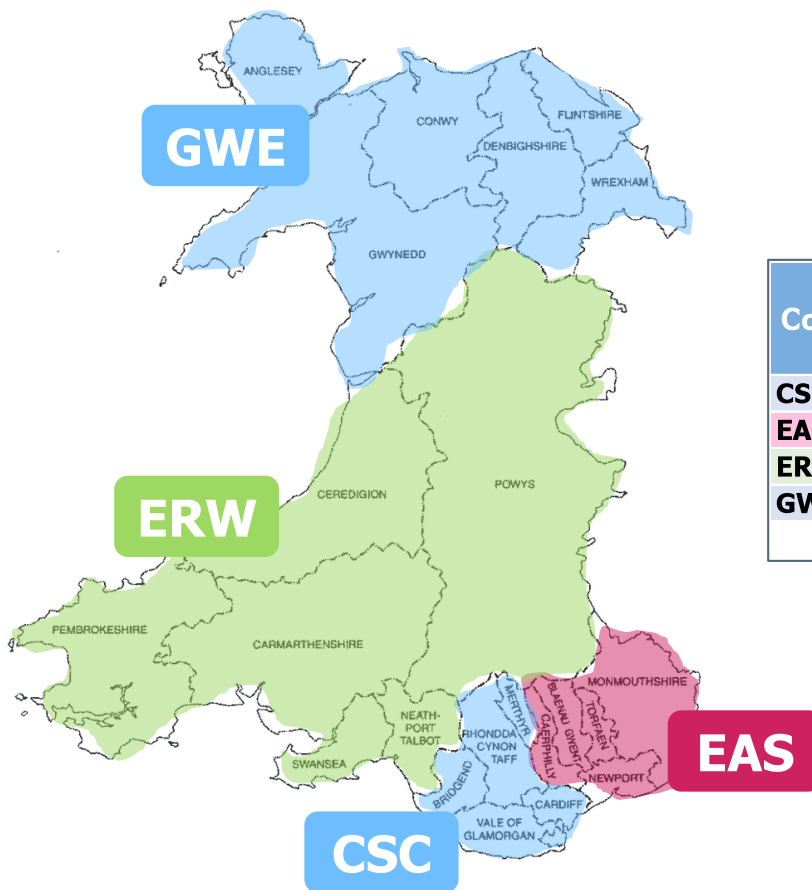 ANGLESEY
GWE
CONWY
FLINTSHIRE
DENBIGHSHIRE
WREXHAM
GWYNEDD
Co
CS
EA
ER
GW
CEREDIGION
POWYS
ERW
PEMBROKESHIRE
CARMARTHENSHIRE
MONMOUTHSHIRE
MERTHYR
BLAENAU GWENT
TORFAEN
CAERPHILLY
NEATH-
PORT
TALBOT
RHONDDA
CYNON
TAFF
SWANSEA
BRIDGEND
NEWPORT
EAS
CARDIFF
VALE OF
GLAMORGAN
CSC